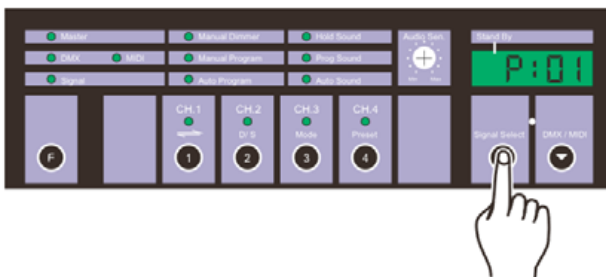 Master
Manual Dimmer
Hold Sound
Audio Sen.
Stand By
DMX
MIDI
Manual Program
Prog Sound
P:01
Signal
Auto Program
Auto Sound
Min
Max
CH.1
CH.2
CH.3
CH.4
D/ S
Mode
Preset
Signal Select
DMX / MIDI
F
1
2
3
4